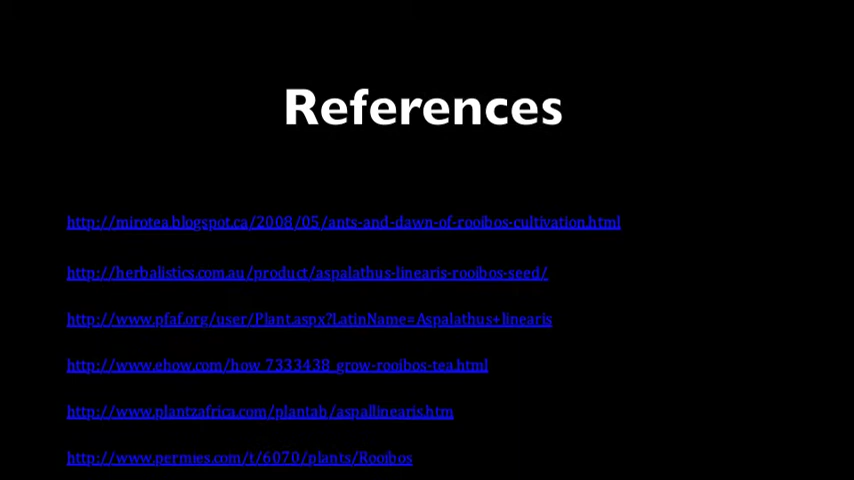 References
http://mirotea.blogspot.ca/2008/05/ants-and-dawn-of-rooibos-cultivation.html
http://herbalistics.com.au/product/aspalathus-linearis-rooibos-seed/
http://www.pfaf.org/user/Plant.aspx?LatinName=Aspalathus+linearis
http://www.ehow.com/how_7333438_grow-rooibos-tea.html
http://www.plantzafrica.com/plantab/aspallinearis.htm
http://www.permies.com/t/6070/plants/Rooibos